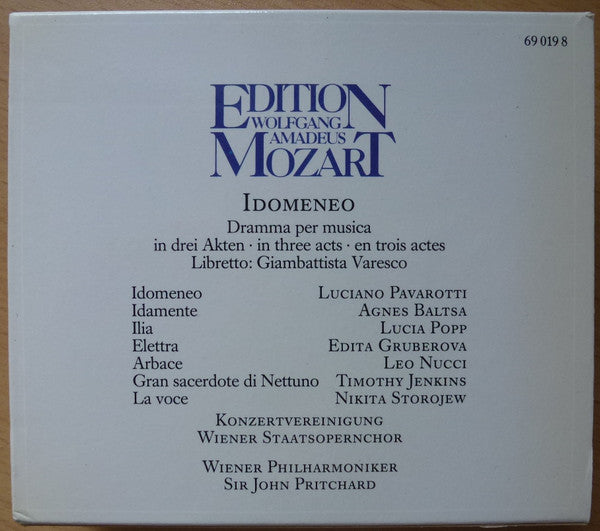 69 019 8
EDITION
WOLFGANG
AMADEUS
MOZART
IDOMENEO
Dramma per musica
in drei Akten · in three acts · en trois actes
Libretto: Giambattista Varesco
Idomeneo LUCIANO PAVAROTTI
Idamente AGNES BALTSA
Ilia LUCIA POPP
Elettra EDITA GRUBEROVA
Arbace LEO NUCCI
Gran sacerdote di Nettuno TIMOTHY JENKINS
La voce NIKITA STOROJEW
KONZERTVEREINIGUNG
WIENER STAATSOPERNCHOR
WIENER PHILHARMONIKER
SIR JOHN PRITCHARD